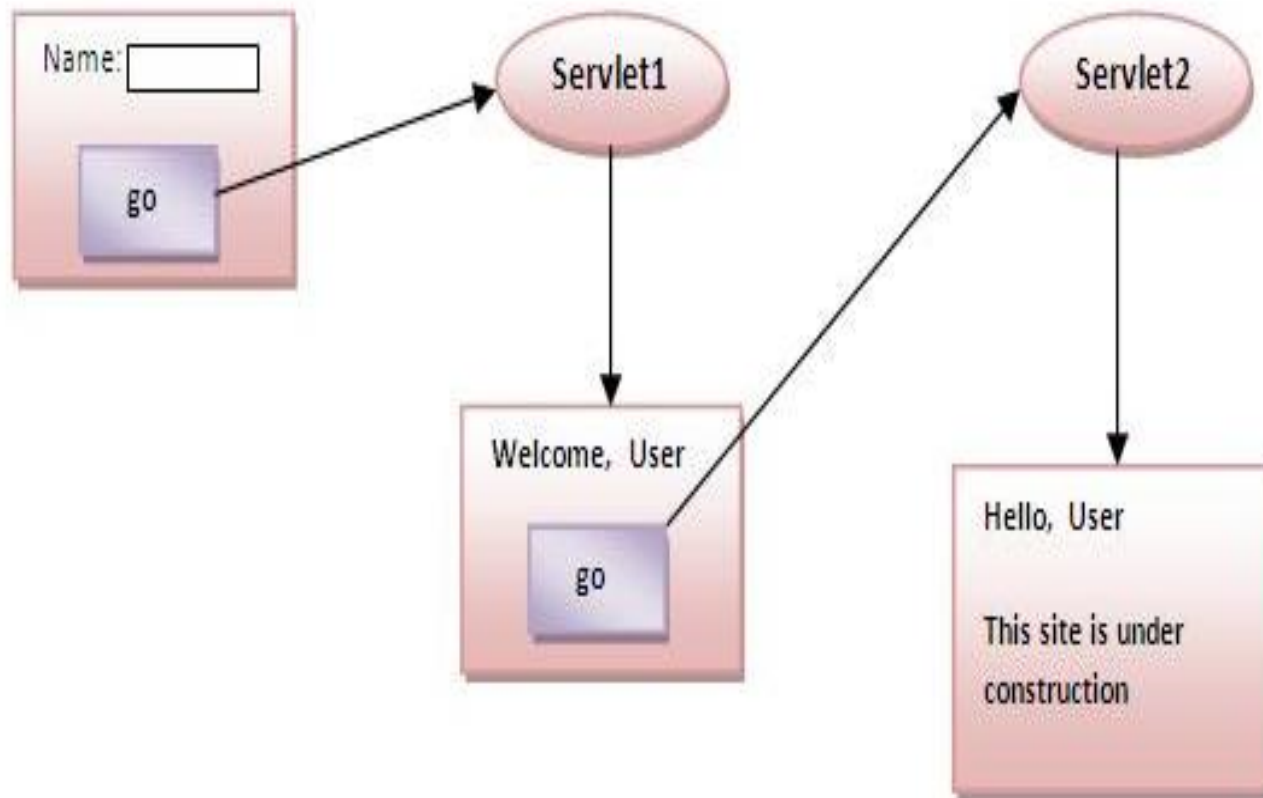 Name:
go
Servlet1
Servlet2
Welcome, User
go
Hello, User
This site is under
construction